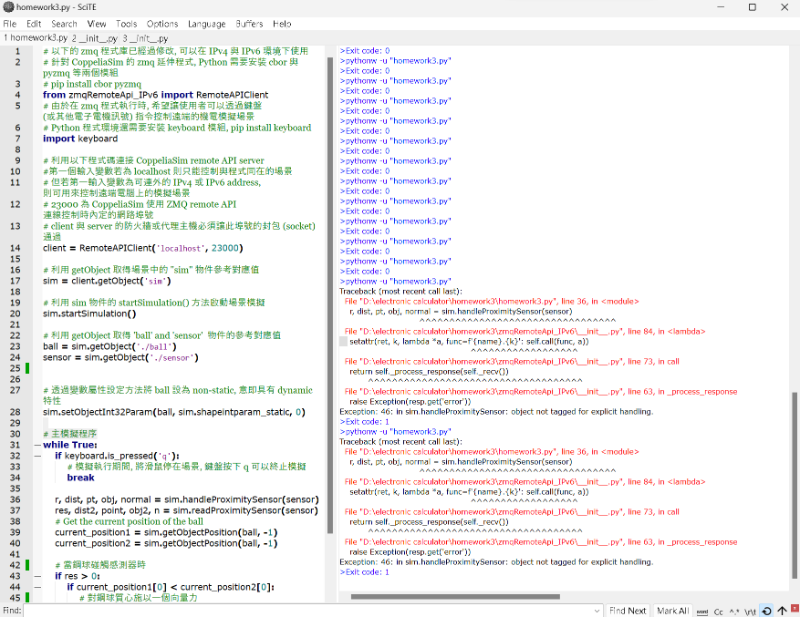 homework3.py - SciTE
File Edit Search View Tools Options Language Buffers Help
1 homework3.py 2 __init__.py 3 __init__.py
1 # 以下的 zmq 程式庫已經過修改, 可以在 IPv4 與 IPv6 環境下使用
2 # 針對 CoppeliaSim 的 zmq 延伸程式, Python 需要安裝 cbor 與
pyzmq 等兩個模組
3 # pip install cbor pyzmq
4 from zmqRemoteApi_IPv6 import RemoteAPIClient
5 # 由於在 zmq 程式執行時, 希望讓使用者可以透過鍵盤
(或其他電子電機訊號) 指令控制遠端的機電模擬場景
6 # Python 程式環境還需要安裝 keyboard 模組, pip install keyboard
7 import keyboard
8
9 # 利用以下程式碼連接 CoppeliaSim remote API server
10 #第一個輸入變數若為 localhost 則只能控制與程式同在的場景
11 # 但若第一輸入變數為可連外的 IPv4 或 IPv6 address,
則可用來控制遠端電腦上的模擬場景
12 # 23000 為 CoppeliaSim 使用 ZMQ remote API
連線控制時內定的網路埠號
13 # client 與 server 的防火牆或代理主機必須讓此埠號的封包 (socket)
通過
14 client = RemoteAPIClient('localhost', 23000)
15
16 # 利用 getObject 取得場景中的 "sim" 物件參考對應值
17 sim = client.getObject('sim')
18
19 # 利用 sim 物件的 startSimulation() 方法啟動場景模擬
20 sim.startSimulation()
21
22 # 利用 getObject 取得 'ball' and 'sensor' 物件的參考對應值
23 ball = sim.getObject('./ball')
24 sensor = sim.getObject('./sensor')
25
26
27 # 透過變數屬性設定方法將 ball 設為 non-static, 意即具有 dynamic
特性
28 sim.setObjectInt32Param(ball, sim.shapeintparam_static, 0)
29
30 # 主模擬程序
31 while True:
32 if keyboard.is_pressed('q'):
33 # 模擬執行期間, 將滑鼠停在場景, 鍵盤按下 q 可以終止模擬
34 break
35
36 r, dist, pt, obj, normal = sim.handleProximitySensor(sensor)
37 res, dist2, point, obj2, n = sim.readProximitySensor(sensor)
38 # Get the current position of the ball
39 current_position1 = sim.getObjectPosition(ball, -1)
40 current_position2 = sim.getObjectPosition(ball, -1)
41
42 # 當鋼球碰觸感測器時
43 if res > 0:
44 if current_position1[0] < current_position2[0]:
45 # 對鋼球質心施以一個向量力
>Exit code: 0
>pythonw -u "homework3.py"
>Exit code: 0
>pythonw -u "homework3.py"
>Exit code: 0
>pythonw -u "homework3.py"
>Exit code: 0
>pythonw -u "homework3.py"
>Exit code: 0
>pythonw -u "homework3.py"
>Exit code: 0
>pythonw -u "homework3.py"
>Exit code: 0
>pythonw -u "homework3.py"
>Exit code: 0
>pythonw -u "homework3.py"
>Exit code: 0
>pythonw -u "homework3.py"
>Exit code: 0
>pythonw -u "homework3.py"
>Exit code: 0
>pythonw -u "homework3.py"
>Exit code: 0
>pythonw -u "homework3.py"
Traceback (most recent call last):
File "D:\electronic calculator\homework3\homework3.py", line 36, in <module>
r, dist, pt, obj, normal = sim.handleProximitySensor(sensor)
^^^^^^^^^^^^^^^^^^^^^^^^^^^^^^^^^
File "D:\electronic calculator\homework3\zmqRemoteApi_IPv6\__init__.py", line 84, in <lambda>
setattr(ret, k, lambda *a, func=f'{name}.{k}': self.call(func, a))
^^^^^^^^^^^^^^^^^^
File "D:\electronic calculator\homework3\zmqRemoteApi_IPv6\__init__.py", line 73, in call
return self._process_response(self._recv())
^^^^^^^^^^^^^^^^^^^^^^^^^^^^^^^^^^^^
File "D:\electronic calculator\homework3\zmqRemoteApi_IPv6\__init__.py", line 63, in _process_response
raise Exception(resp.get('error'))
Exception: 46: in sim.handleProximitySensor: object not tagged for explicit handling.
>Exit code: 1
>pythonw -u "homework3.py"
Traceback (most recent call last):
File "D:\electronic calculator\homework3\homework3.py", line 36, in <module>
r, dist, pt, obj, normal = sim.handleProximitySensor(sensor)
^^^^^^^^^^^^^^^^^^^^^^^^^^^^^^^^^
File "D:\electronic calculator\homework3\zmqRemoteApi_IPv6\__init__.py", line 84, in <lambda>
setattr(ret, k, lambda *a, func=f'{name}.{k}': self.call(func, a))
^^^^^^^^^^^^^^^^^^
File "D:\electronic calculator\homework3\zmqRemoteApi_IPv6\__init__.py", line 73, in call
return self._process_response(self._recv())
^^^^^^^^^^^^^^^^^^^^^^^^^^^^^^^^^^^^
File "D:\electronic calculator\homework3\zmqRemoteApi_IPv6\__init__.py", line 63, in _process_response
raise Exception(resp.get('error'))
Exception: 46: in sim.handleProximitySensor: object not tagged for explicit handling.
>Exit code: 1
Find: Find Next Mark All word Cc ^.* \r\t